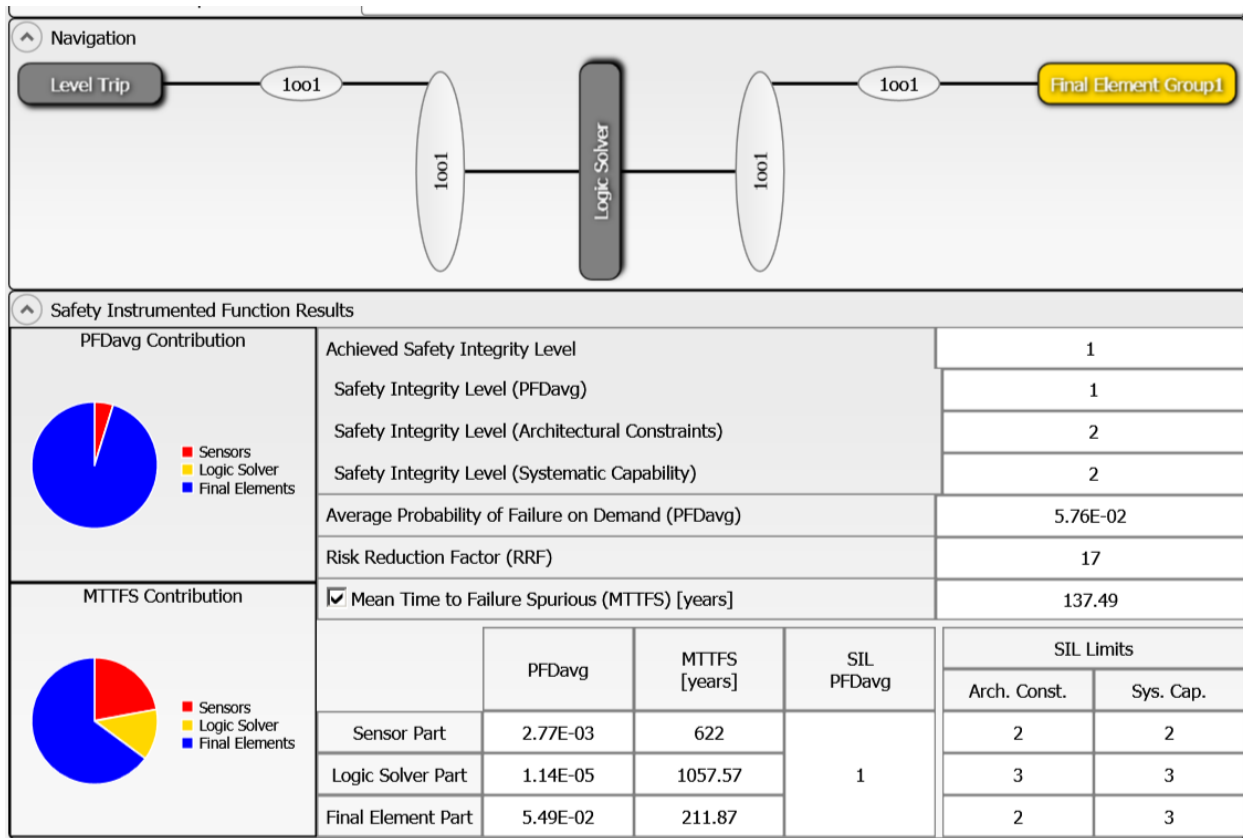 Navigation
Level Trip
1oo1
1oo1
Logic Solver
1oo1
1oo1
Final Element Group1
Safety Instrumented Function Results
PFDavg Contribution
Sensors
Logic Solver
Final Elements
MTTFS Contribution
Sensors
Logic Solver
Final Elements
Achieved Safety Integrity Level 1
Safety Integrity Level (PFDavg) 1
Safety Integrity Level (Architectural Constraints) 2
Safety Integrity Level (Systematic Capability) 2
Average Probability of Failure on Demand (PFDavg) 5.76E-02
Risk Reduction Factor (RRF) 17
Mean Time to Failure Spurious (MTTFS) [years] 137.49
PFDavg MTTFS [years] SIL PFDavg SIL Limits
Arch. Const. Sys. Cap.
Sensor Part 2.77E-03 622 2 2
Logic Solver Part 1.14E-05 1057.57 1 3 3
Final Element Part 5.49E-02 211.87 2 3